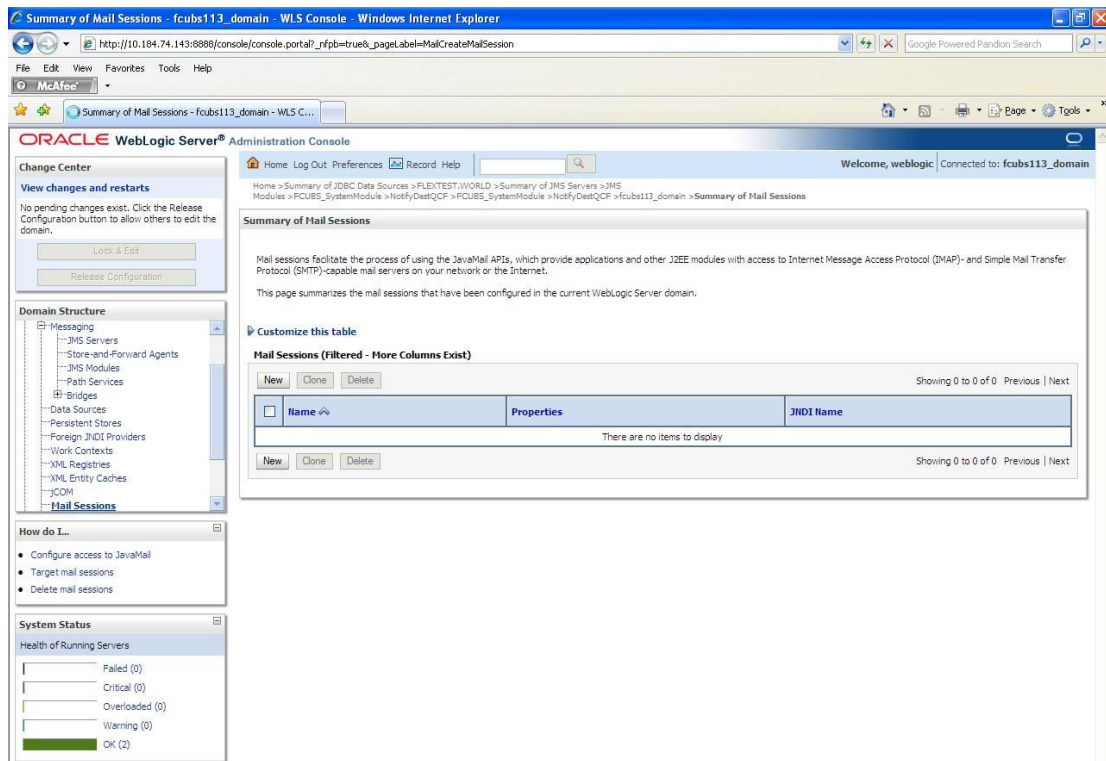 Summary of Mail Sessions - fcubs113_domain - WLS Console - Windows Internet Explorer
http://10.184.74.143:8888/console/console.portal?_nfpb=true&_pageLabel=MailCreateMailSession
Google Powered Pandion Search
File Edit View Favorites Tools Help
McAfee
Summary of Mail Sessions - fcubs113_domain - WLS C...
Page Tools
ORACLE WebLogic Server® Administration Console
Change Center
View changes and restarts
No pending changes exist. Click the Release
Configuration button to allow others to edit the
domain.
Lock & Edit
Release Configuration
Domain Structure
Messaging
JMS Servers
Store-and-Forward Agents
JMS Modules
Path Services
Bridges
Data Sources
Persistent Stores
Foreign JNDI Providers
Work Contexts
XML Registries
XML Entity Caches
jCOM
Mail Sessions
How do I...
Configure access to JavaMail
Target mail sessions
Delete mail sessions
System Status
Health of Running Servers
Failed (0)
Critical (0)
Overloaded (0)
Warning (0)
OK (2)
Home Log Out Preferences Record Help
Welcome, weblogic Connected to: fcubs113_domain
Home >Summary of JDBC Data Sources >FLEXTEST.WORLD >Summary of JMS Servers >JMS
Modules >FCUBS_SystemModule >NotifyDestQCF >FCUBS_SystemModule >NotifyDestQCF >fcubs113_domain >Summary of Mail Sessions
Summary of Mail Sessions
Mail sessions facilitate the process of using the JavaMail APIs, which provide applications and other J2EE modules with access to Internet Message Access Protocol (IMAP)- and Simple Mail Transfer
Protocol (SMTP)-capable mail servers on your network or the Internet.
This page summarizes the mail sessions that have been configured in the current WebLogic Server domain.
Customize this table
Mail Sessions (Filtered - More Columns Exist)
New Clone Delete Showing 0 to 0 of 0 Previous | Next
Name Properties JNDI Name
There are no items to display
New Clone Delete Showing 0 to 0 of 0 Previous | Next